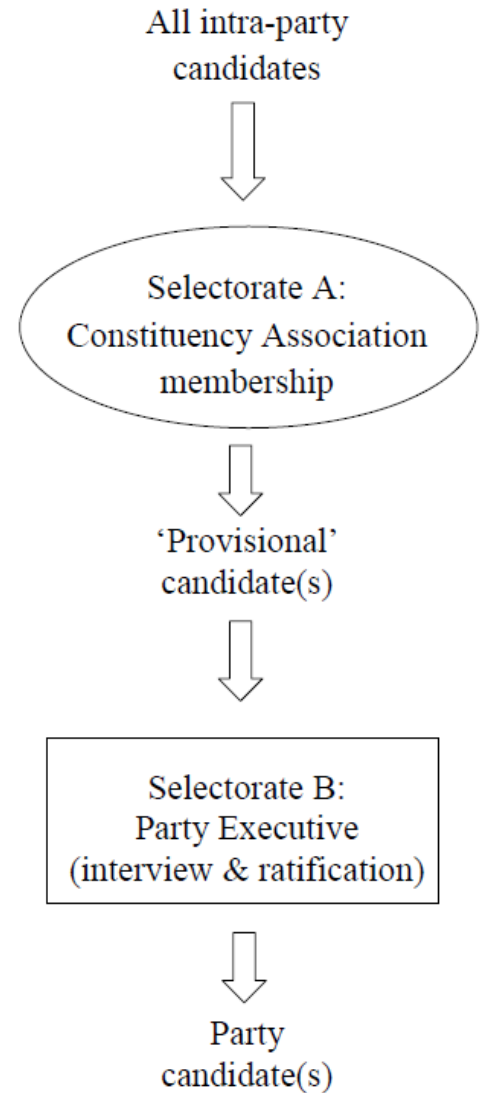 All intra-party
candidates
Selectorate A:
Constituency Association
membership
‘Provisional’
candidate(s)
Selectorate B:
Party Executive
(interview & ratification)
Party
candidate(s)